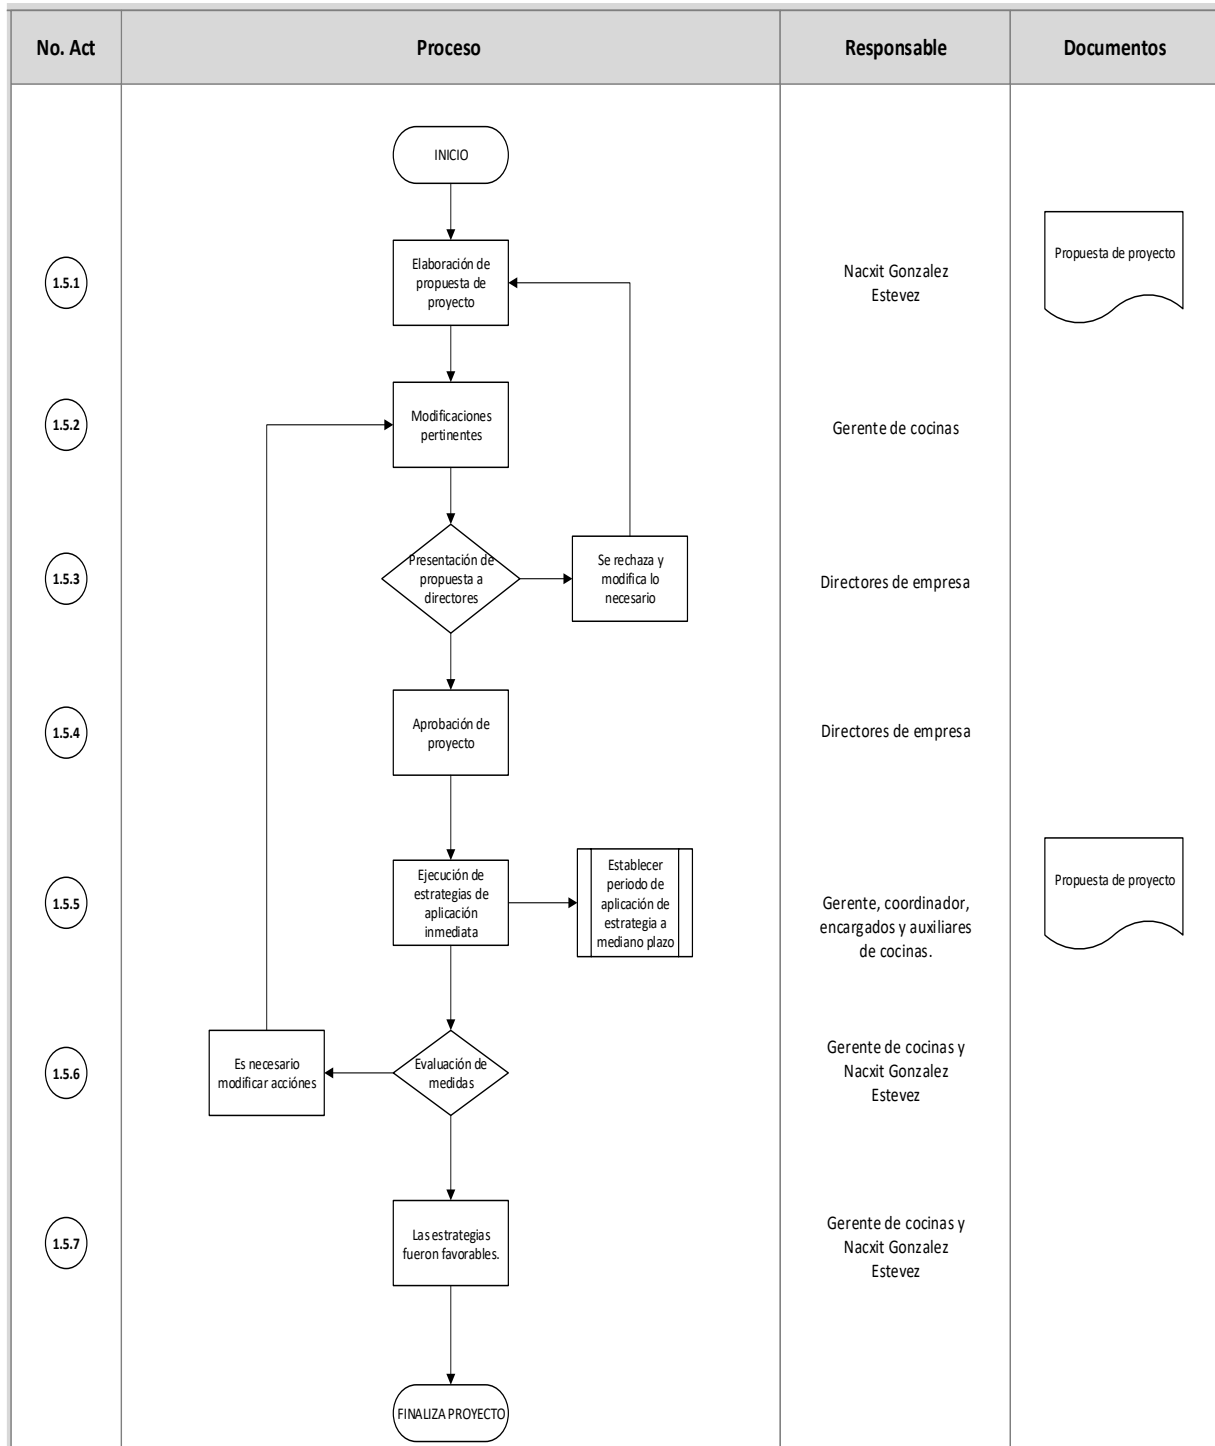 No. Act
Proceso
Responsable
Documentos
INICIO
1.5.1
Elaboración de
propuesta de
proyecto
Nacxit Gonzalez
Estevez
Propuesta de proyecto
1.5.2
Modificaciones
pertinentes
Gerente de cocinas
1.5.3
Presentación de
propuesta a
directores
Se rechaza y
modifica lo
necesario
Directores de empresa
1.5.4
Aprobación de
proyecto
Directores de empresa
1.5.5
Ejecución de
estrategias de
aplicación
inmediata
Establecer
periodo de
aplicación de
estrategia a
mediano plazo
Gerente, coordinador,
encargados y auxiliares
de cocinas.
Propuesta de proyecto
1.5.6
Es necesario
modificar acciónes
Evaluación de
medidas
Gerente de cocinas y
Nacxit Gonzalez
Estevez
1.5.7
Las estrategias
fueron favorables.
Gerente de cocinas y
Nacxit Gonzalez
Estevez
FINALIZA PROYECTO